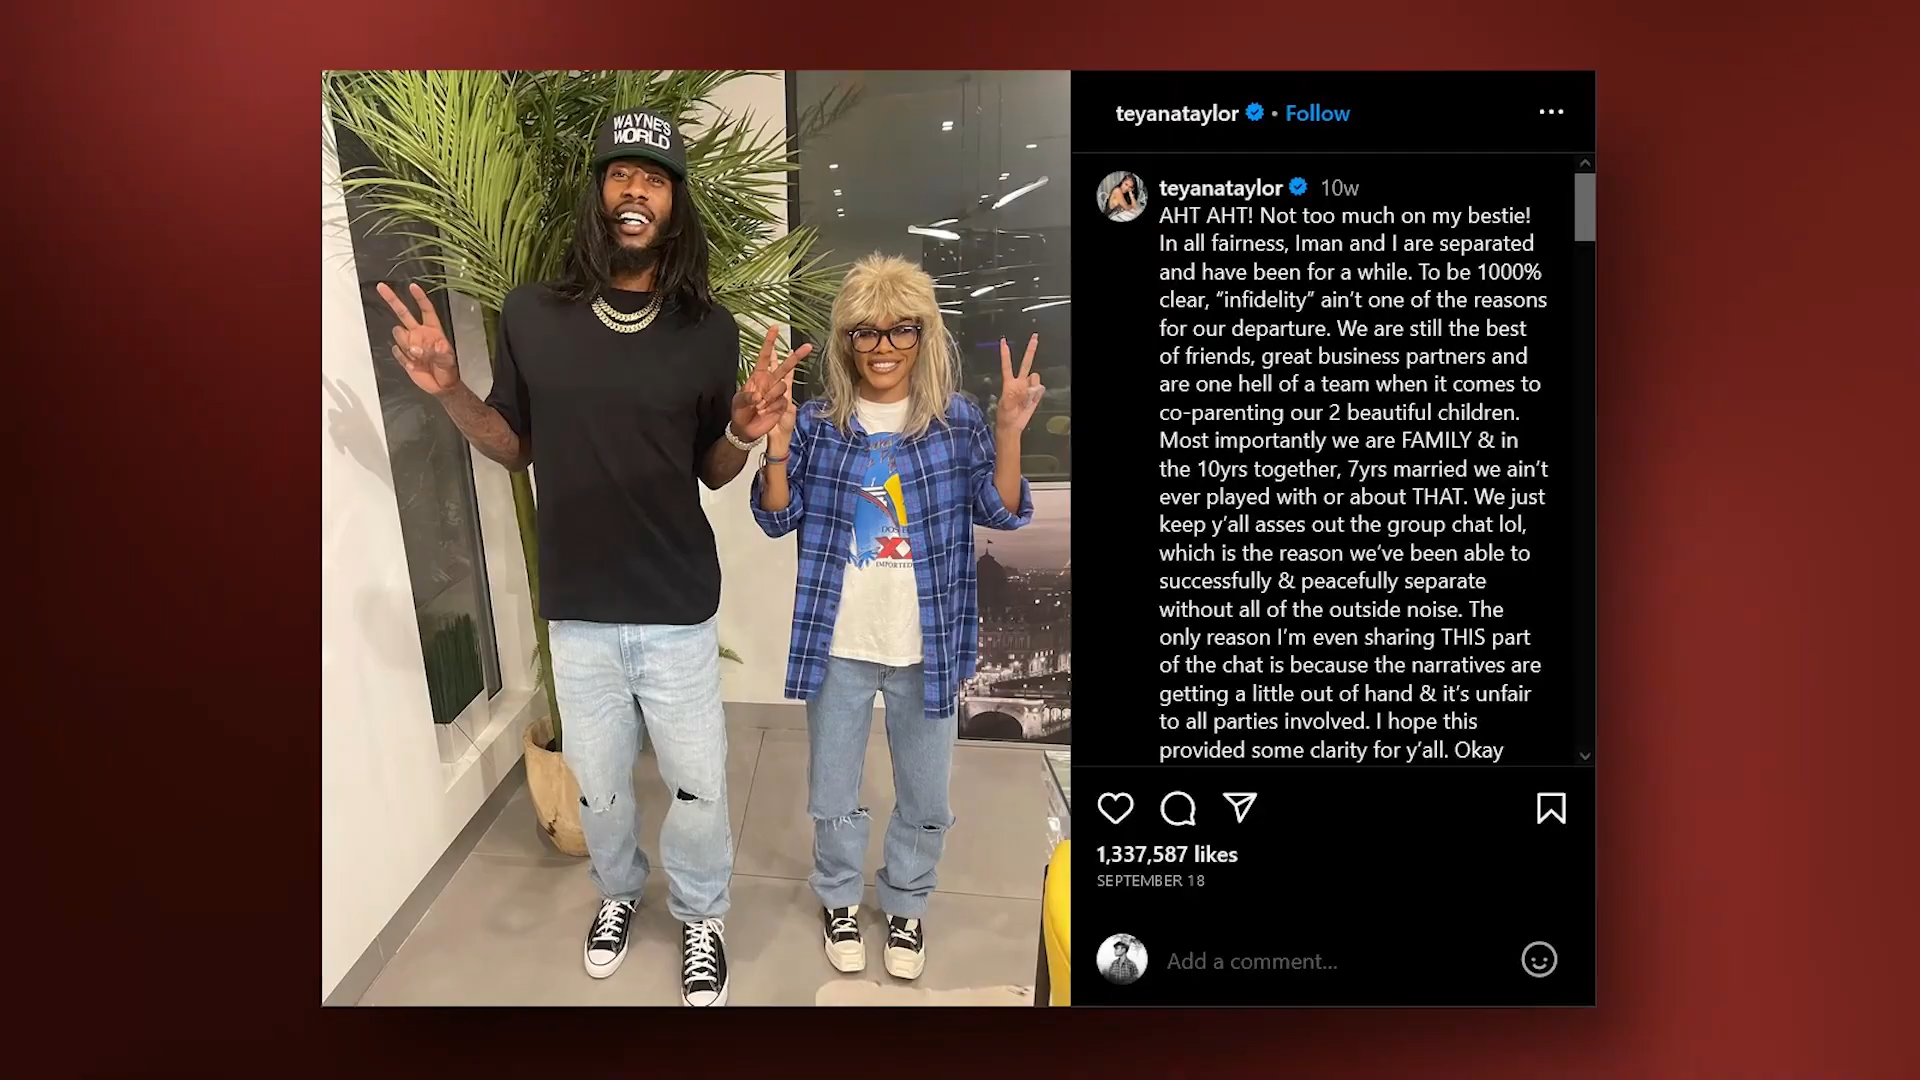 WAYNE'S
WORLD
DOS E
XX
IMPORTED
teyanataylor • Follow
teyanataylor 10w
AHT AHT! Not too much on my bestie!
In all fairness, Iman and I are separated
and have been for a while. To be 1000%
clear, “infidelity” ain’t one of the reasons
for our departure. We are still the best
of friends, great business partners and
are one hell of a team when it comes to
co-parenting our 2 beautiful children.
Most importantly we are FAMILY & in
the 10yrs together, 7yrs married we ain’t
ever played with or about THAT. We just
keep y’all asses out the group chat lol,
which is the reason we’ve been able to
successfully & peacefully separate
without all of the outside noise. The
only reason I’m even sharing THIS part
of the chat is because the narratives are
getting a little out of hand & it’s unfair
to all parties involved. I hope this
provided some clarity for y’all. Okay
1,337,587 likes
SEPTEMBER 18
Add a comment...